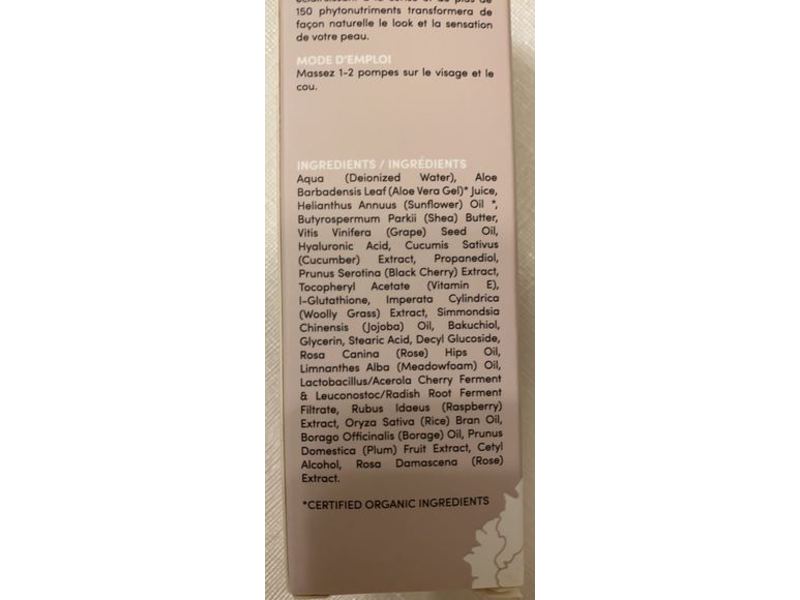 150 phytonutriments transformera de
façon naturelle le look et la sensation
de votre peau.
MODE D'EMPLOI
Massez 1-2 pompes sur le visage et le
cou.
INGREDIENTS / INGRÉDIENTS
Aqua (Deionized Water), Aloe
Barbadensis Leaf (Aloe Vera Gel)* Juice,
Helianthus Annuus (Sunflower) Oil *,
Butyrospermum Parkii (Shea) Butter,
Vitis Vinifera (Grape) Seed Oil,
Hyaluronic Acid, Cucumis Sativus
(Cucumber) Extract, Propanediol,
Prunus Serotina (Black Cherry) Extract,
Tocopheryl Acetate (Vitamin E),
l-Glutathione, Imperata Cylindrica
(Woolly Grass) Extract, Simmondsia
Chinensis (Jojoba) Oil, Bakuchiol,
Glycerin, Stearic Acid, Decyl Glucoside,
Rosa Canina (Rose) Hips Oil,
Limnanthes Alba (Meadowfoam) Oil,
Lactobacillus/Acerola Cherry Ferment
& Leuconostoc/Radish Root Ferment
Filtrate, Rubus Idaeus (Raspberry)
Extract, Oryza Sativa (Rice) Bran Oil,
Borago Officinalis (Borage) Oil, Prunus
Domestica (Plum) Fruit Extract, Cetyl
Alcohol, Rosa Damascena (Rose)
Extract.
*CERTIFIED ORGANIC INGREDIENTS